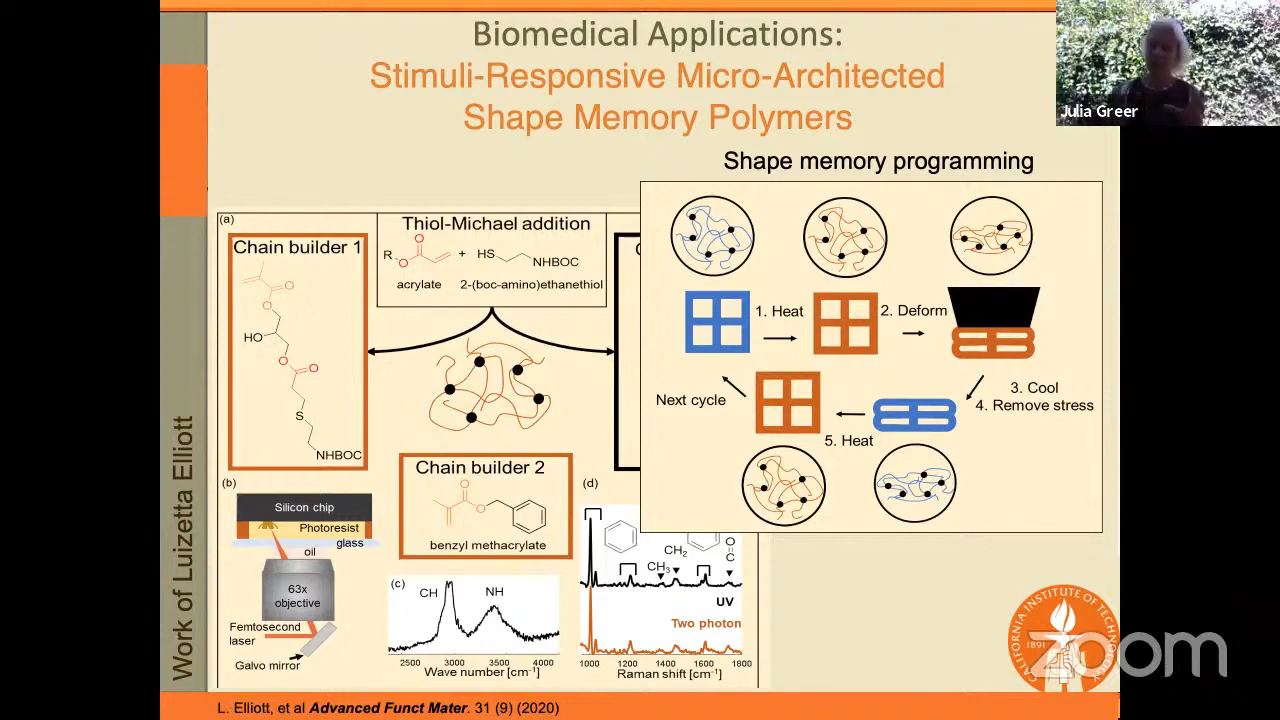 Biomedical Applications:
Stimuli-Responsive Micro-Architected
Shape Memory Polymers
Julia Greer
Shape memory programming
1. Heat
2. Deform
3. Cool
4. Remove stress
5. Heat
Next cycle
(a)
Chain builder 1
O
O
HO
O
O
S
NHBOC
Thiol-Michael addition
R
O
O
+
HS
NHBOC
acrylate
2-(boc-amino)ethanethiol
Chain builder 2
O
O
benzyl methacrylate
(b)
Silicon chip
Photoresist
glass
oil
63x
objective
Femtosecond
laser
Galvo mirror
(c)
CH
NH
2500 3000 3500 4000
Wave number [cm⁻¹]
(d)
CH₃
CH₂
O
C
UV
Two photon
1000 1200 1400 1600 1800
Raman shift [cm⁻¹]
Work of Luizetta Elliott
CALIFORNIA INSTITUTE OF TECHNOLOGY
1891
zoom
L. Elliott, et al Advanced Funct Mater. 31 (9) (2020)